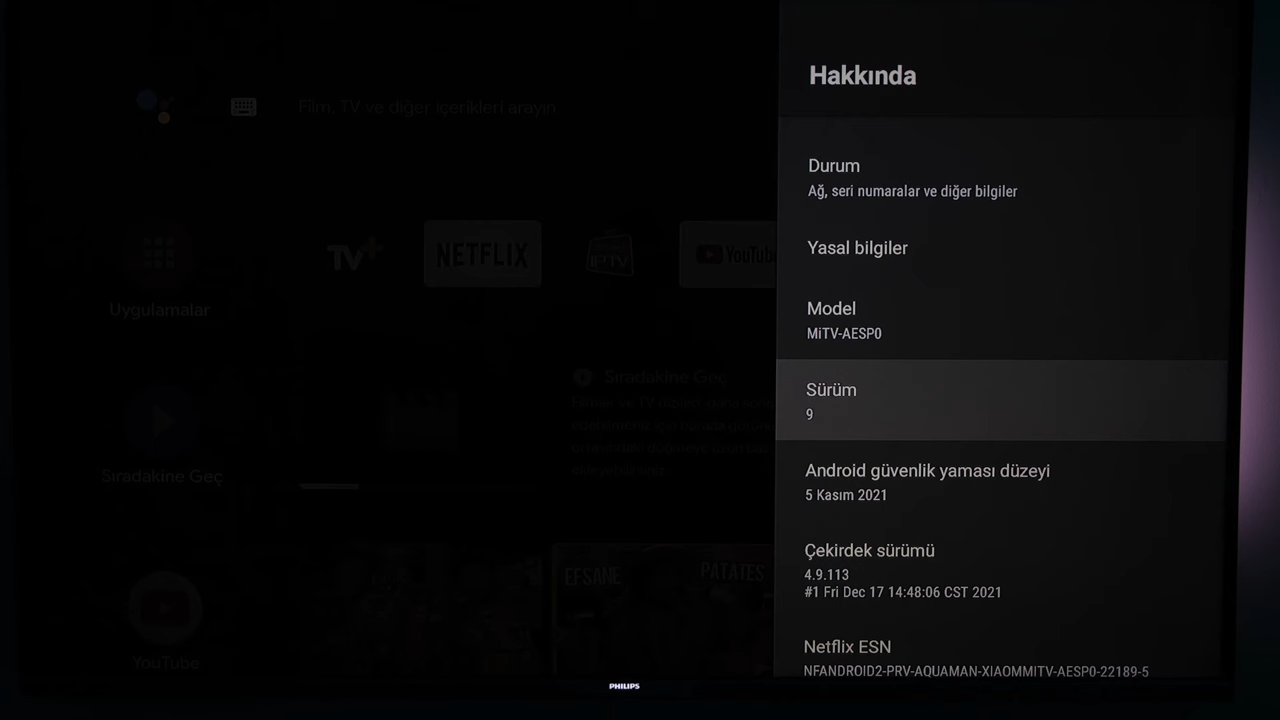 Hakkında
Film, TV ve diğer içerikleri arayın
Durum
Ağ, seri numaralar ve diğer bilgiler
TV+
NETFLIX
IPTV
YouTube
Yasal bilgiler
Uygulamalar
Model
MiTV-AESP0
Sıradakine Geç
Sürüm
9
Sıradakine Geç
Android güvenlik yaması düzeyi
5 Kasım 2021
Çekirdek sürümü
4.9.113
#1 Fri Dec 17 14:48:06 CST 2021
EFSANE
PATATES
YouTube
Netflix ESN
NFANDROID2-PRV-AQUAMAN-XIAOMMITV-AESP0-22189-5
PHILIPS